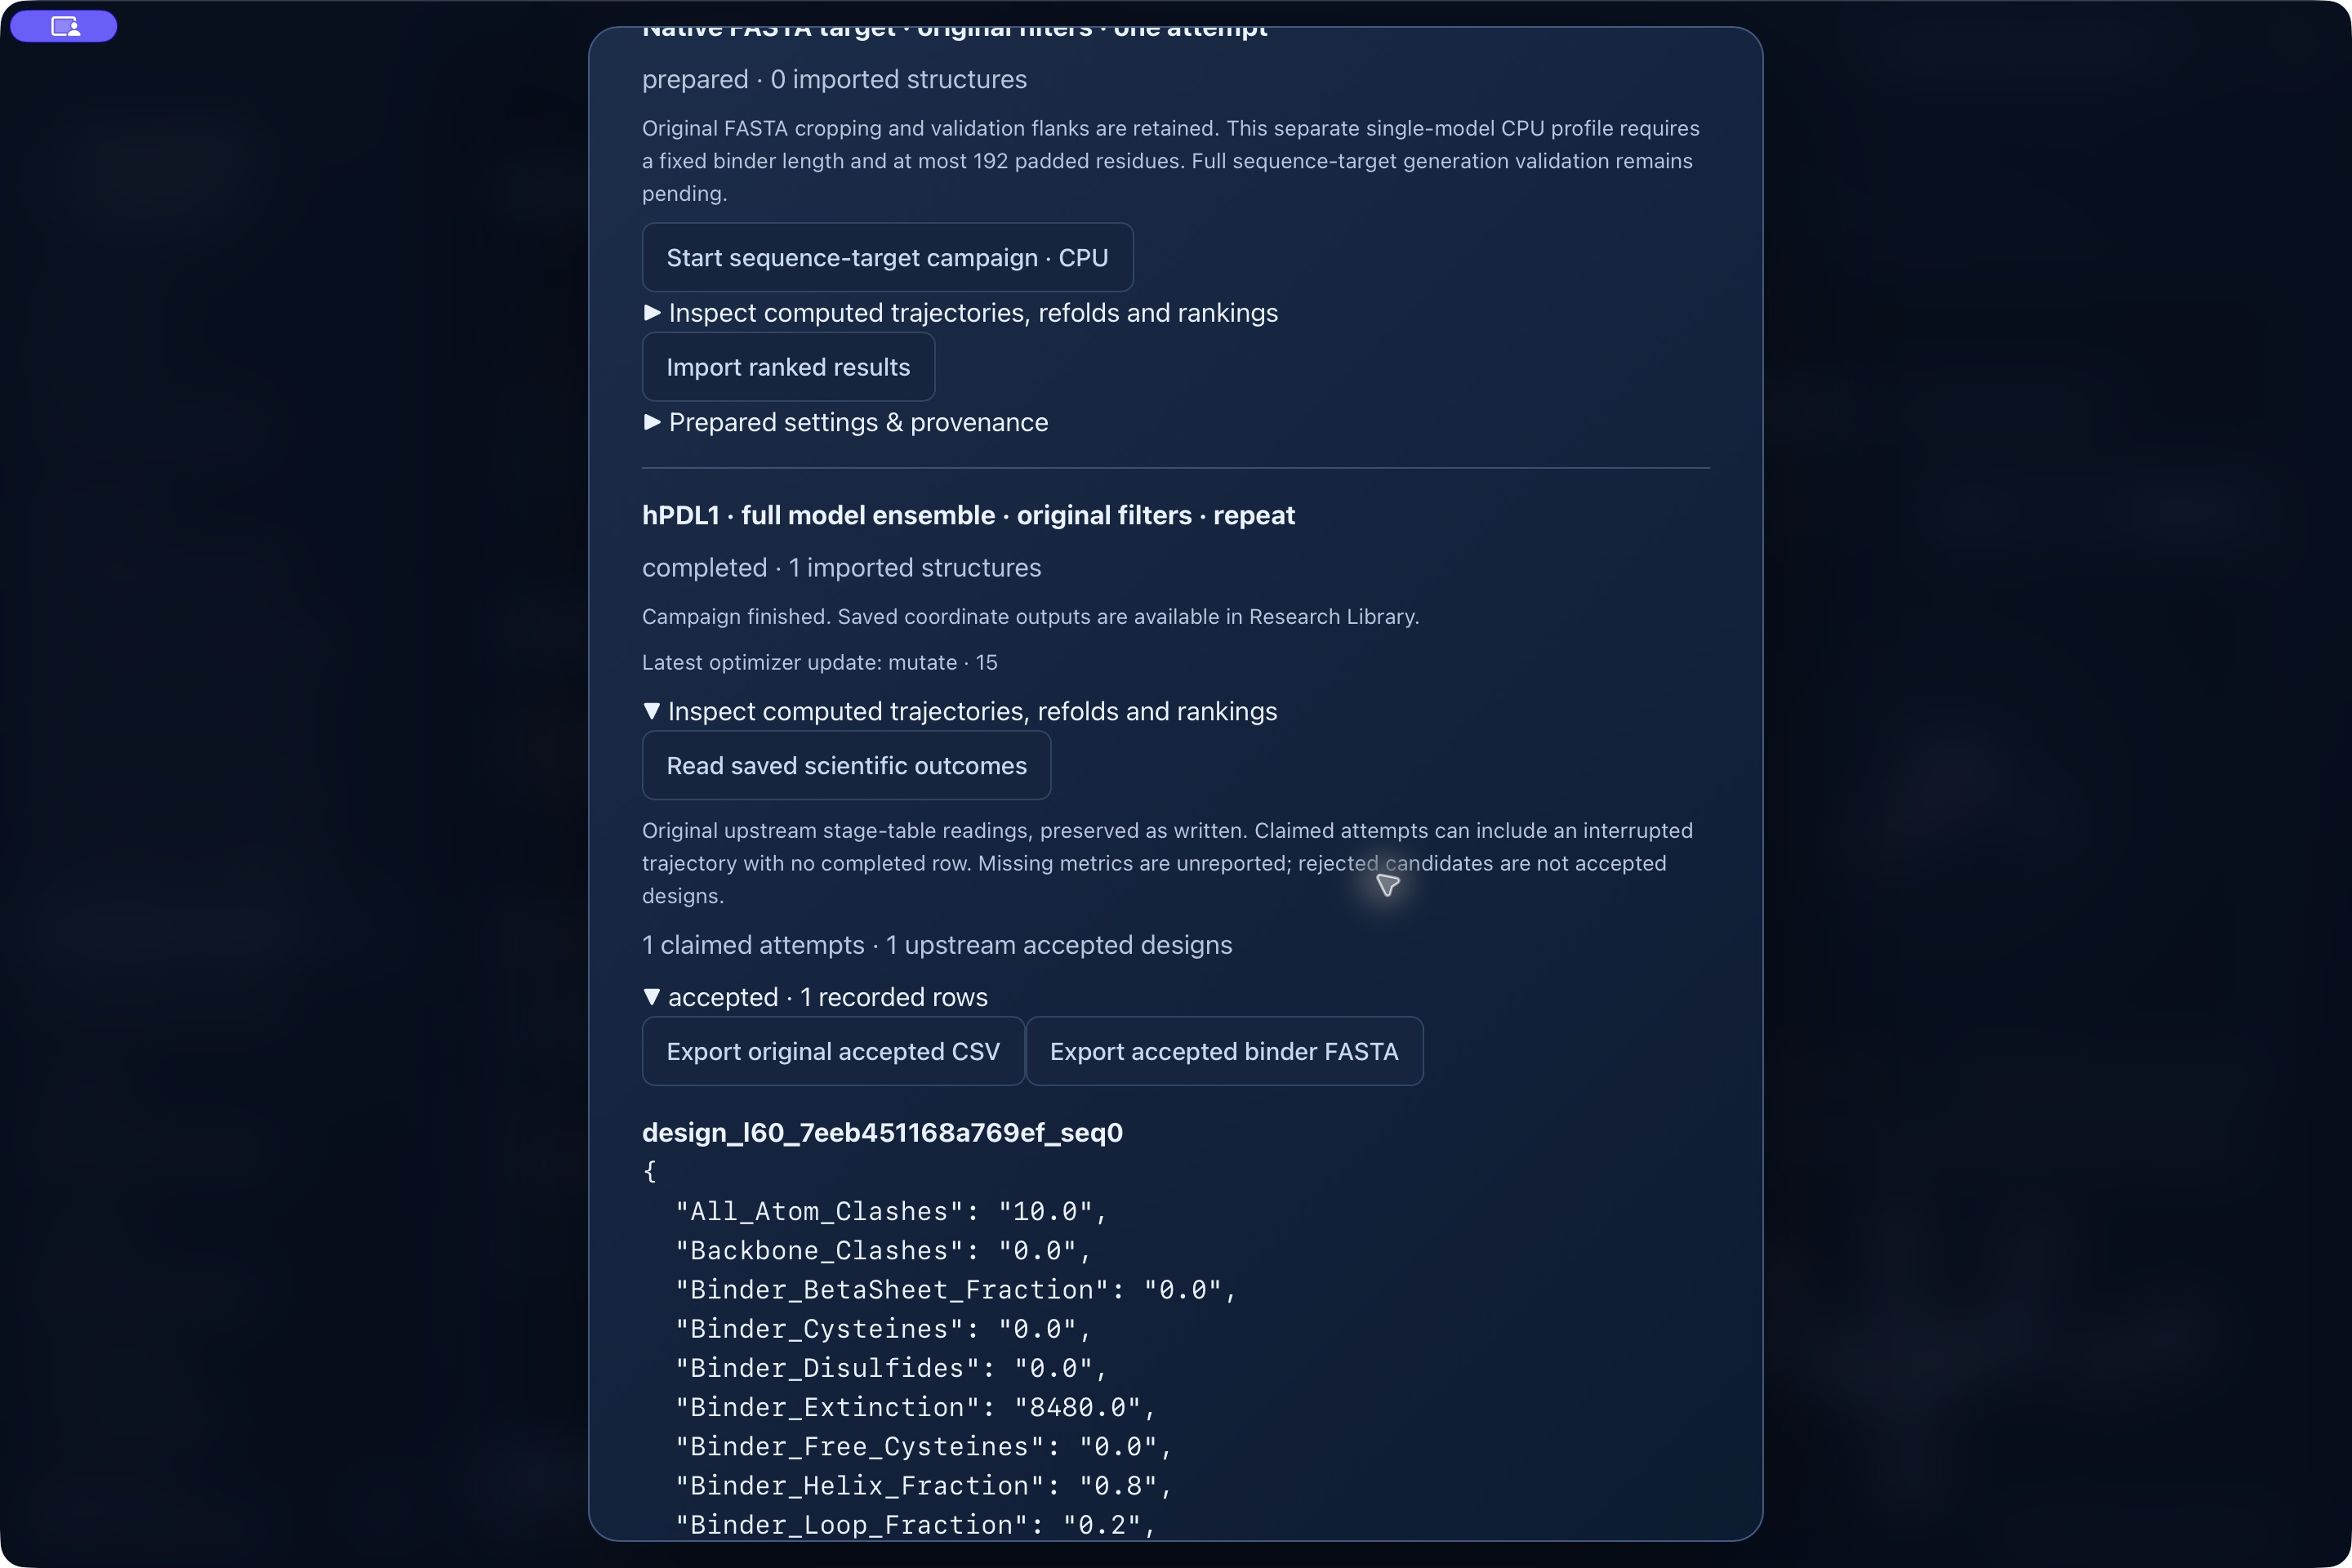 Native FASTA target · original filters · one attempt
prepared · 0 imported structures
Original FASTA cropping and validation flanks are retained. This separate single-model CPU profile requires
a fixed binder length and at most 192 padded residues. Full sequence-target generation validation remains
pending.
Start sequence-target campaign · CPU
▶ Inspect computed trajectories, refolds and rankings
Import ranked results
▶ Prepared settings & provenance
hPDL1 · full model ensemble · original filters · repeat
completed · 1 imported structures
Campaign finished. Saved coordinate outputs are available in Research Library.
Latest optimizer update: mutate · 15
▼ Inspect computed trajectories, refolds and rankings
Read saved scientific outcomes
Original upstream stage-table readings, preserved as written. Claimed attempts can include an interrupted
trajectory with no completed row. Missing metrics are unreported; rejected candidates are not accepted
designs.
1 claimed attempts · 1 upstream accepted designs
▼ accepted · 1 recorded rows
Export original accepted CSV Export accepted binder FASTA
design_l60_7eeb451168a769ef_seq0
{
"All_Atom_Clashes": "10.0",
"Backbone_Clashes": "0.0",
"Binder_BetaSheet_Fraction": "0.0",
"Binder_Cysteines": "0.0",
"Binder_Disulfides": "0.0",
"Binder_Extinction": "8480.0",
"Binder_Free_Cysteines": "0.0",
"Binder_Helix_Fraction": "0.8",
"Binder_Loop_Fraction": "0.2",